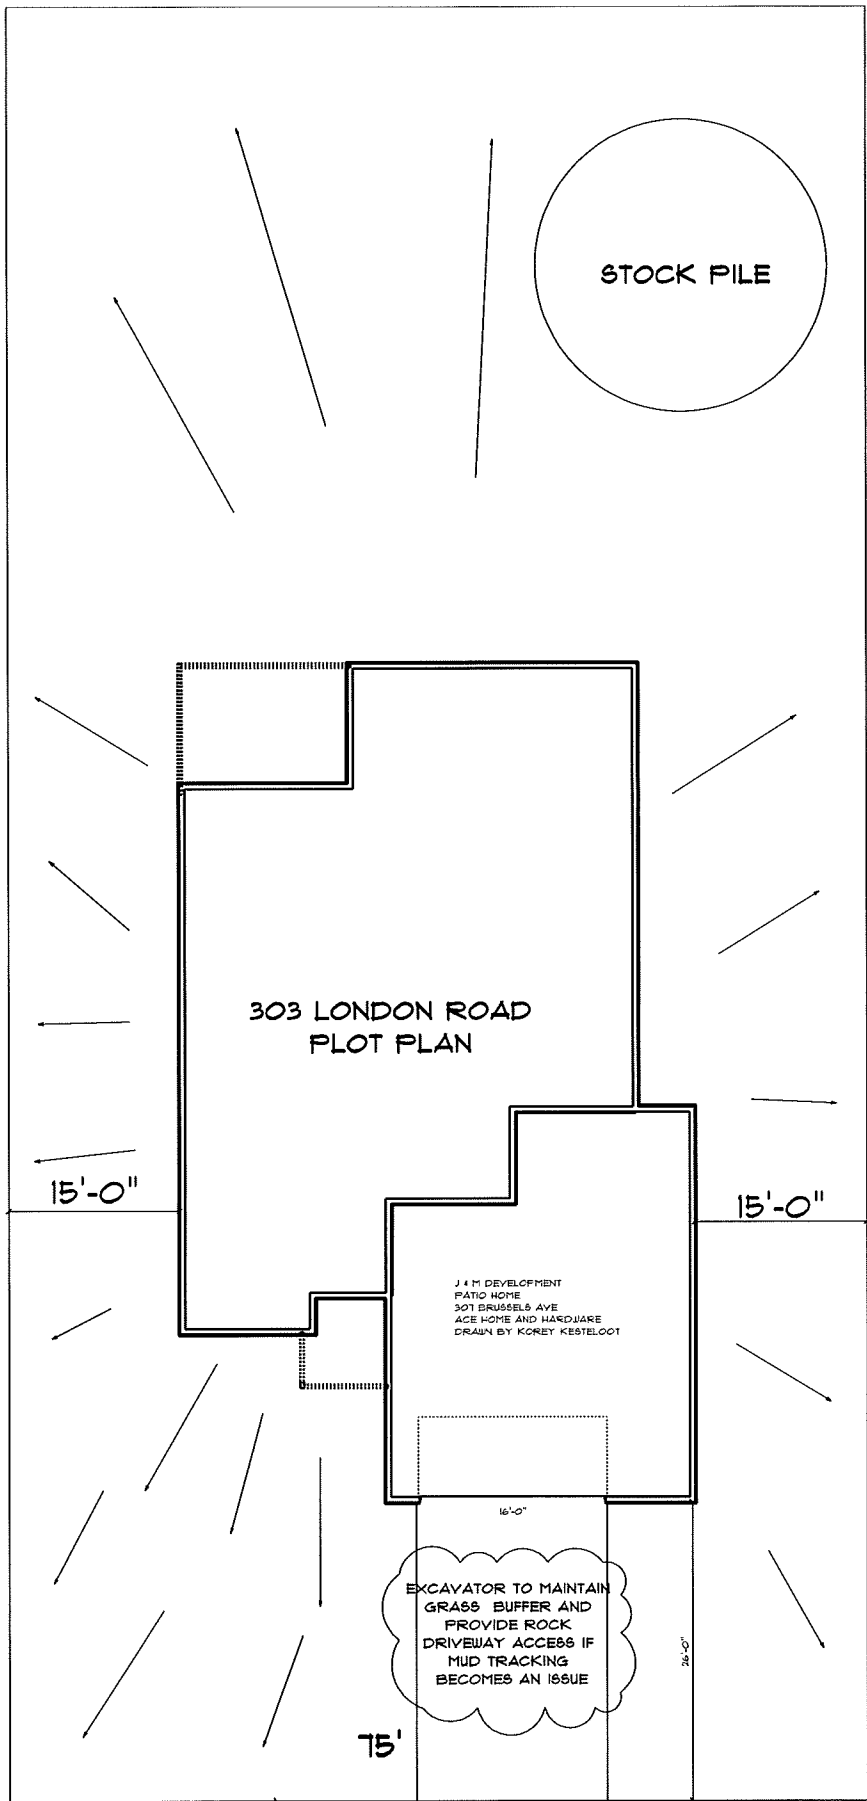 STOCK PILE
303 LONDON ROAD
PLOT PLAN
15'-0"
15'-0"
J & M DEVELOPMENT
PATIO HOME
307 BRUSSELS AVE
ACE HOME AND HARDWARE
DRAWN BY KOREY KESTELOOT
16'-0"
EXCAVATOR TO MAINTAIN
GRASS BUFFER AND
PROVIDE ROCK
DRIVEWAY ACCESS IF
MUD TRACKING
BECOMES AN ISSUE
26'-0"
75'